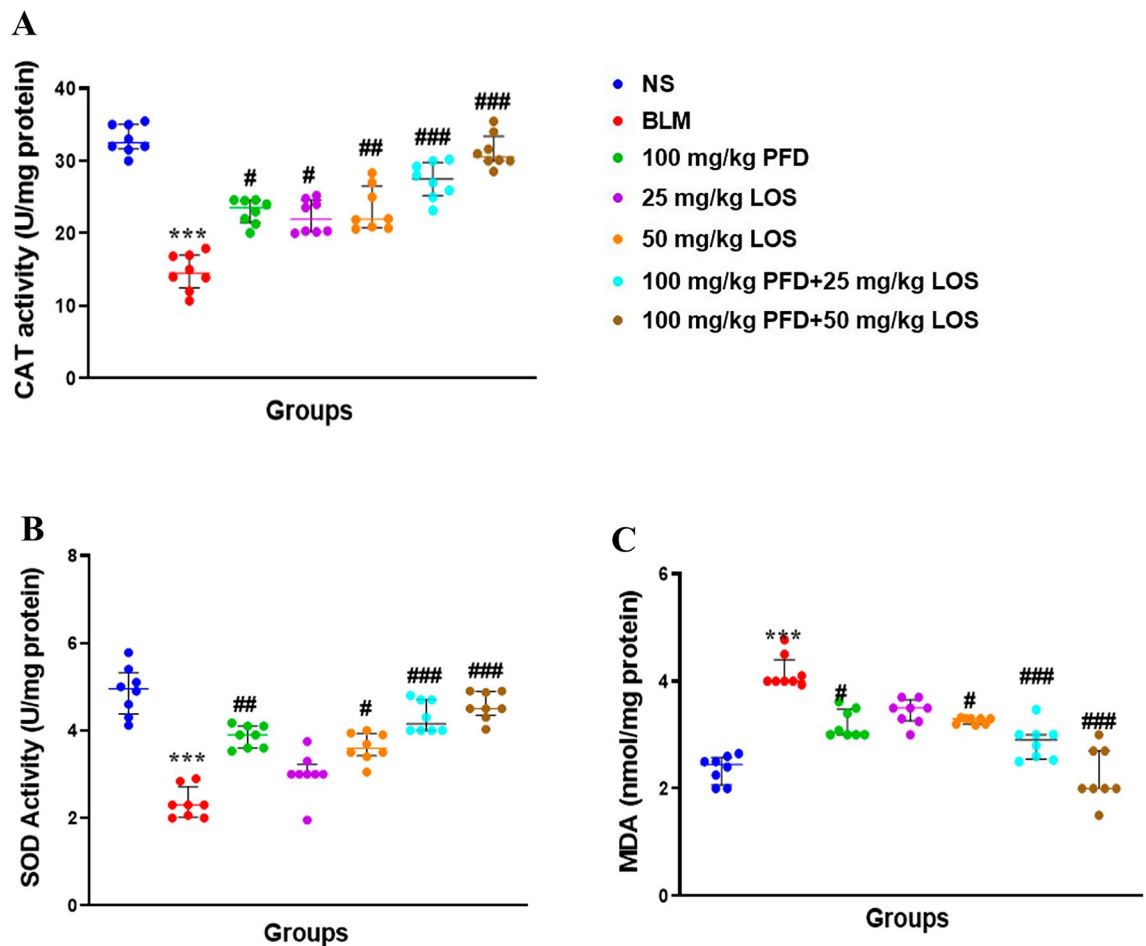 A
CAT activity (U/mg protein)
40
30
20
10
0
***
#
#
##
###
###
Groups
NS
BLM
100 mg/kg PFD
25 mg/kg LOS
50 mg/kg LOS
100 mg/kg PFD+25 mg/kg LOS
100 mg/kg PFD+50 mg/kg LOS
B
SOD Activity (U/mg protein)
8
6
4
2
0
***
##
#
###
###
Groups
C
MDA (nmol/mg protein)
6
4
2
0
***
#
#
###
###
Groups